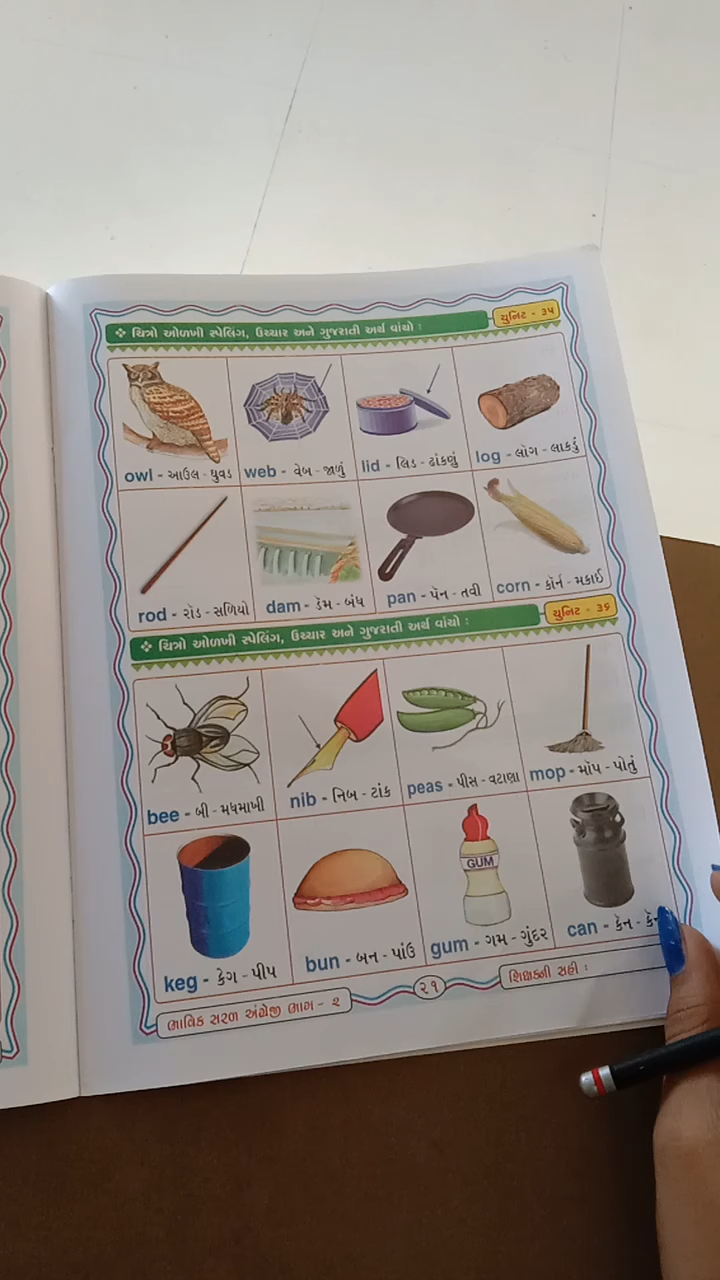 ❖ ચિત્રો ઓળખી સ્પેલિંગ, ઉચ્ચાર અને ગુજરાતી અર્થ વાંચો :
યુનિટ - ૩૫
owl - આઉલ - ઘુવડ
web - વેબ - જાળું
lid - લિડ - ઢાંકણું
log - લૉગ - લાકડું
rod - રૉડ - સળિયો
dam - ડૅમ - બંધ
pan - પૅન - તવી
corn - કૉર્ન - મકાઈ
❖ ચિત્રો ઓળખી સ્પેલિંગ, ઉચ્ચાર અને ગુજરાતી અર્થ વાંચો :
યુનિટ - ૩૬
bee - બી - મધમાખી
nib - નિબ - ટાંક
peas - પીસ - વટાણા
mop - મૉપ - પોતું
GUM
keg - કેગ - પીપ
bun - બન - પાંઉ
gum - ગમ - ગુંદર
can - કેન -
ભાવિક સરળ અંગ્રેજી ભાગ - ૨
૨૧
શિક્ષકની સહી :